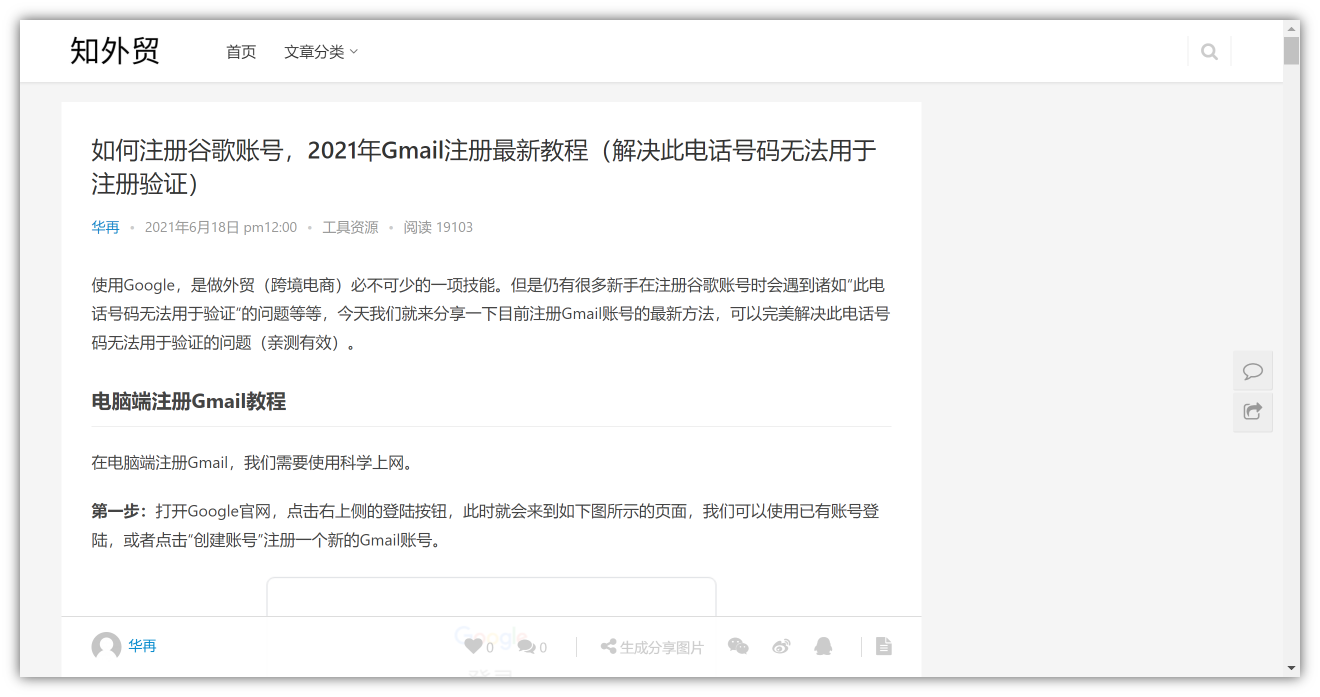 知外贸
首页
文章分类
如何注册谷歌账号，2021年Gmail注册最新教程（解决此电话号码无法用于
注册验证）
华再 • 2021年6月18日 pm12:00 • 工具资源 • 阅读 19103
使用Google，是做外贸（跨境电商）必不可少的一项技能。但是仍有很多新手在注册谷歌账号时会遇到诸如“此电
话号码无法用于验证”的问题等等，今天我们就来分享一下目前注册Gmail账号的最新方法，可以完美解决此电话号
码无法用于验证的问题（亲测有效）。
电脑端注册Gmail教程
在电脑端注册Gmail，我们需要使用科学上网。
第一步：打开Google官网，点击右上侧的登陆按钮，此时就会来到如下图所示的页面，我们可以使用已有账号登
陆，或者点击“创建账号”注册一个新的Gmail账号。
Google
华再
0
0
生成分享图片